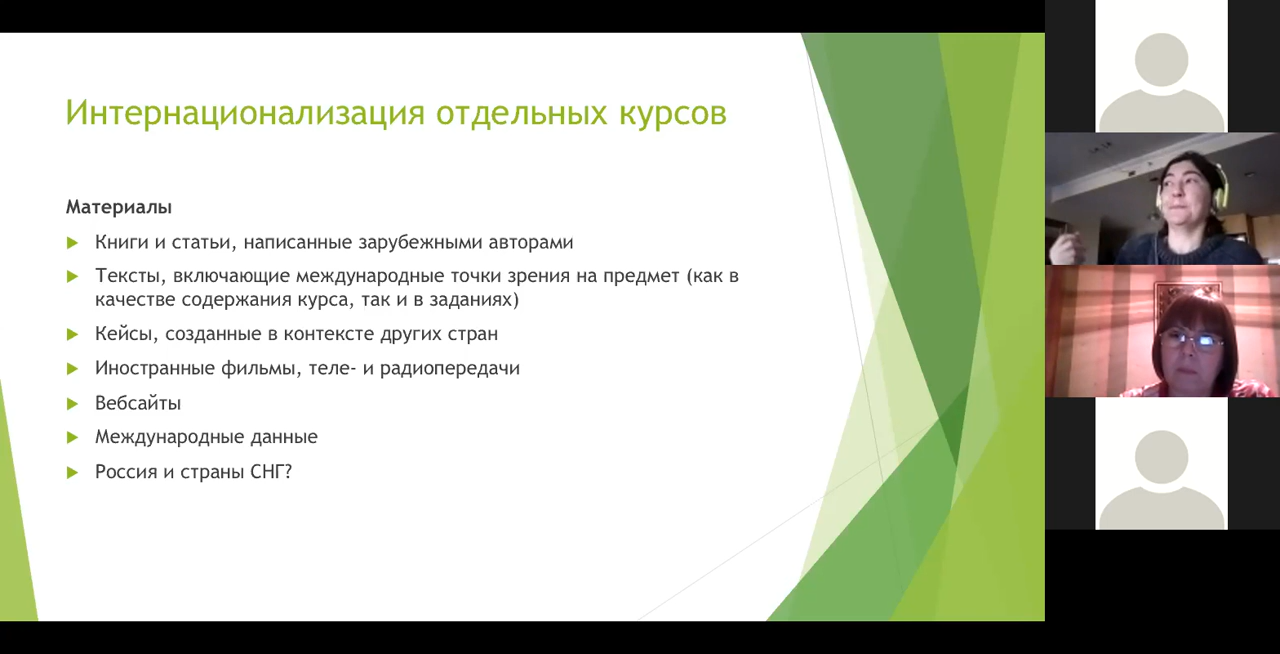 Интернационализация отдельных курсов
Материалы
Книги и статьи, написанные зарубежными авторами
Тексты, включающие международные точки зрения на предмет (как в
качестве содержания курса, так и в заданиях)
Кейсы, созданные в контексте других стран
Иностранные фильмы, теле- и радиопередачи
Вебсайты
Международные данные
Россия и страны СНГ?